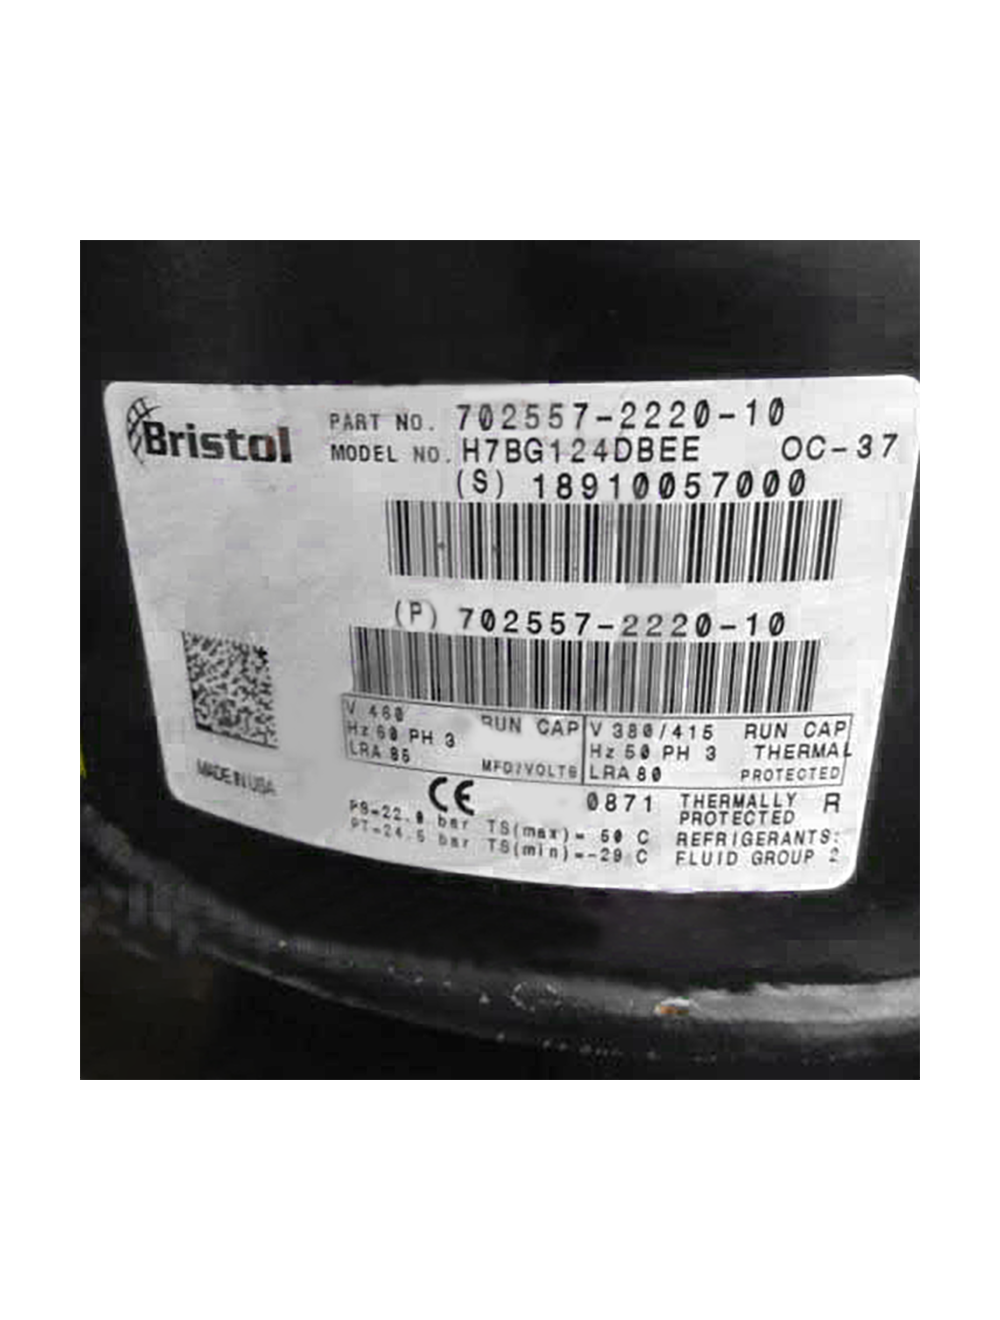 Bristol
PART NO. 702557-2220-10
MODEL NO. H7BG124DBEE OC-37
(S) 18910057000
(P) 702557-2220-10
V 460/ RUN CAP
Hz 60 PH 3
LRA 86 MFD/VOLTS
V 380/415 RUN CAP
Hz 50 PH 3 THERMAL
LRA 80 PROTECTED
MADE IN USA
CE 0871 THERMALLY R
PROTECTED
PS-22.0 bar TS(max)= 50 C REFRIGERANTS:
PT-24.5 bar TS(min)=-29 C FLUID GROUP 2